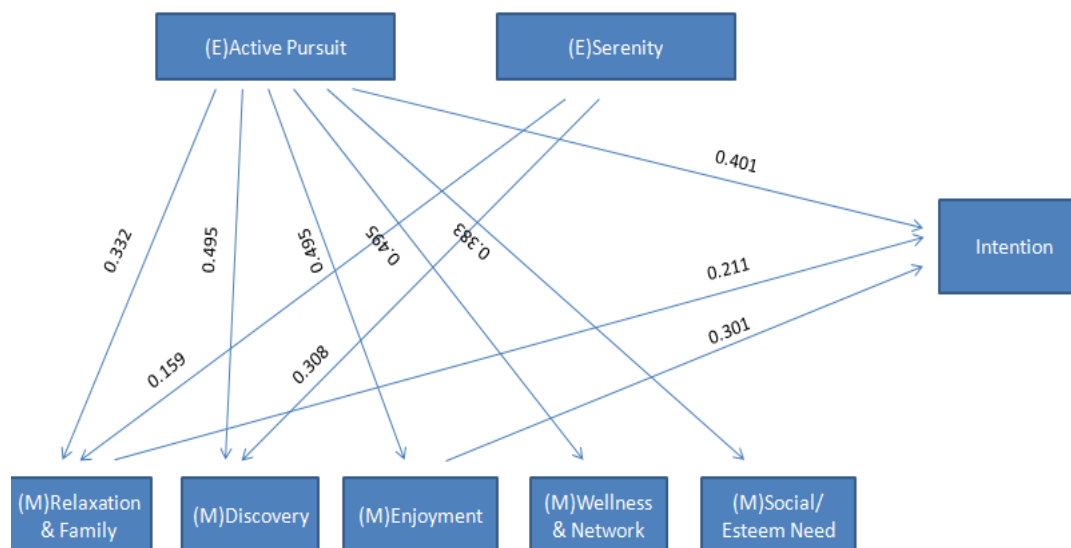 (E)Active Pursuit
(E)Serenity
0.401
Intention
0.332
0.495
0.495
0.495
0.383
0.211
0.301
0.159
0.308
(M)Relaxation
& Family
(M)Discovery
(M)Enjoyment
(M)Wellness
& Network
(M)Social/
Esteem Need